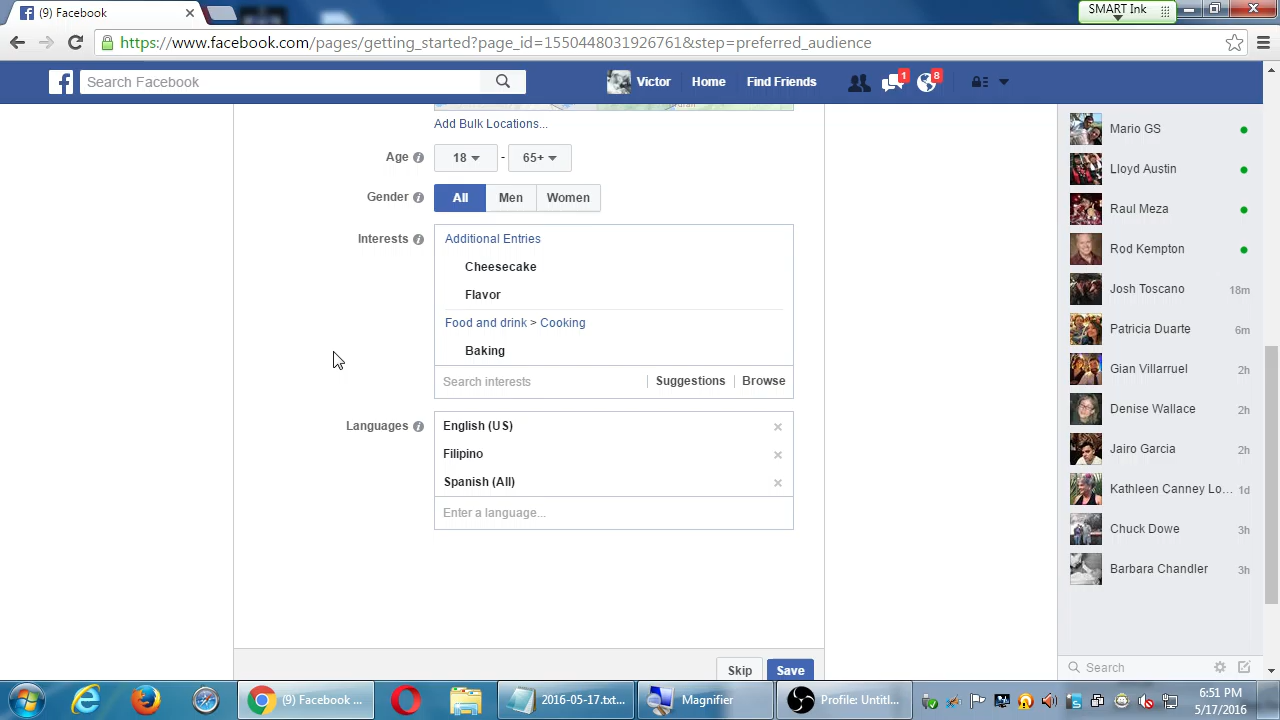 (9) Facebook
SMART Ink
https://www.facebook.com/pages/getting_started?page_id=1530448031926761&step=preferred_audience
Search Facebook
Victor
Home
Find Friends
1
8
Add Bulk Locations...
Age
18
-
65+
Gender
All
Men
Women
Interests
Additional Entries
Cheesecake
Flavor
Food and drink > Cooking
Baking
Search interests
Suggestions
Browse
Languages
English (US)
Filipino
Spanish (All)
Enter a language...
Skip
Save
Mario GS
Lloyd Austin
Raul Meza
Rod Kempton
Josh Toscano 18m
Patricia Duarte 6m
Gian Villarruel 2h
Denise Wallace 2h
Jairo Garcia 2h
Kathleen Canney Lo... 1d
Chuck Dowe 3h
Barbara Chandler 3h
Search
(9) Facebook ...
2016-05-17.txt...
Magnifier
Profile: Untitl...
6:51 PM
5/17/2016